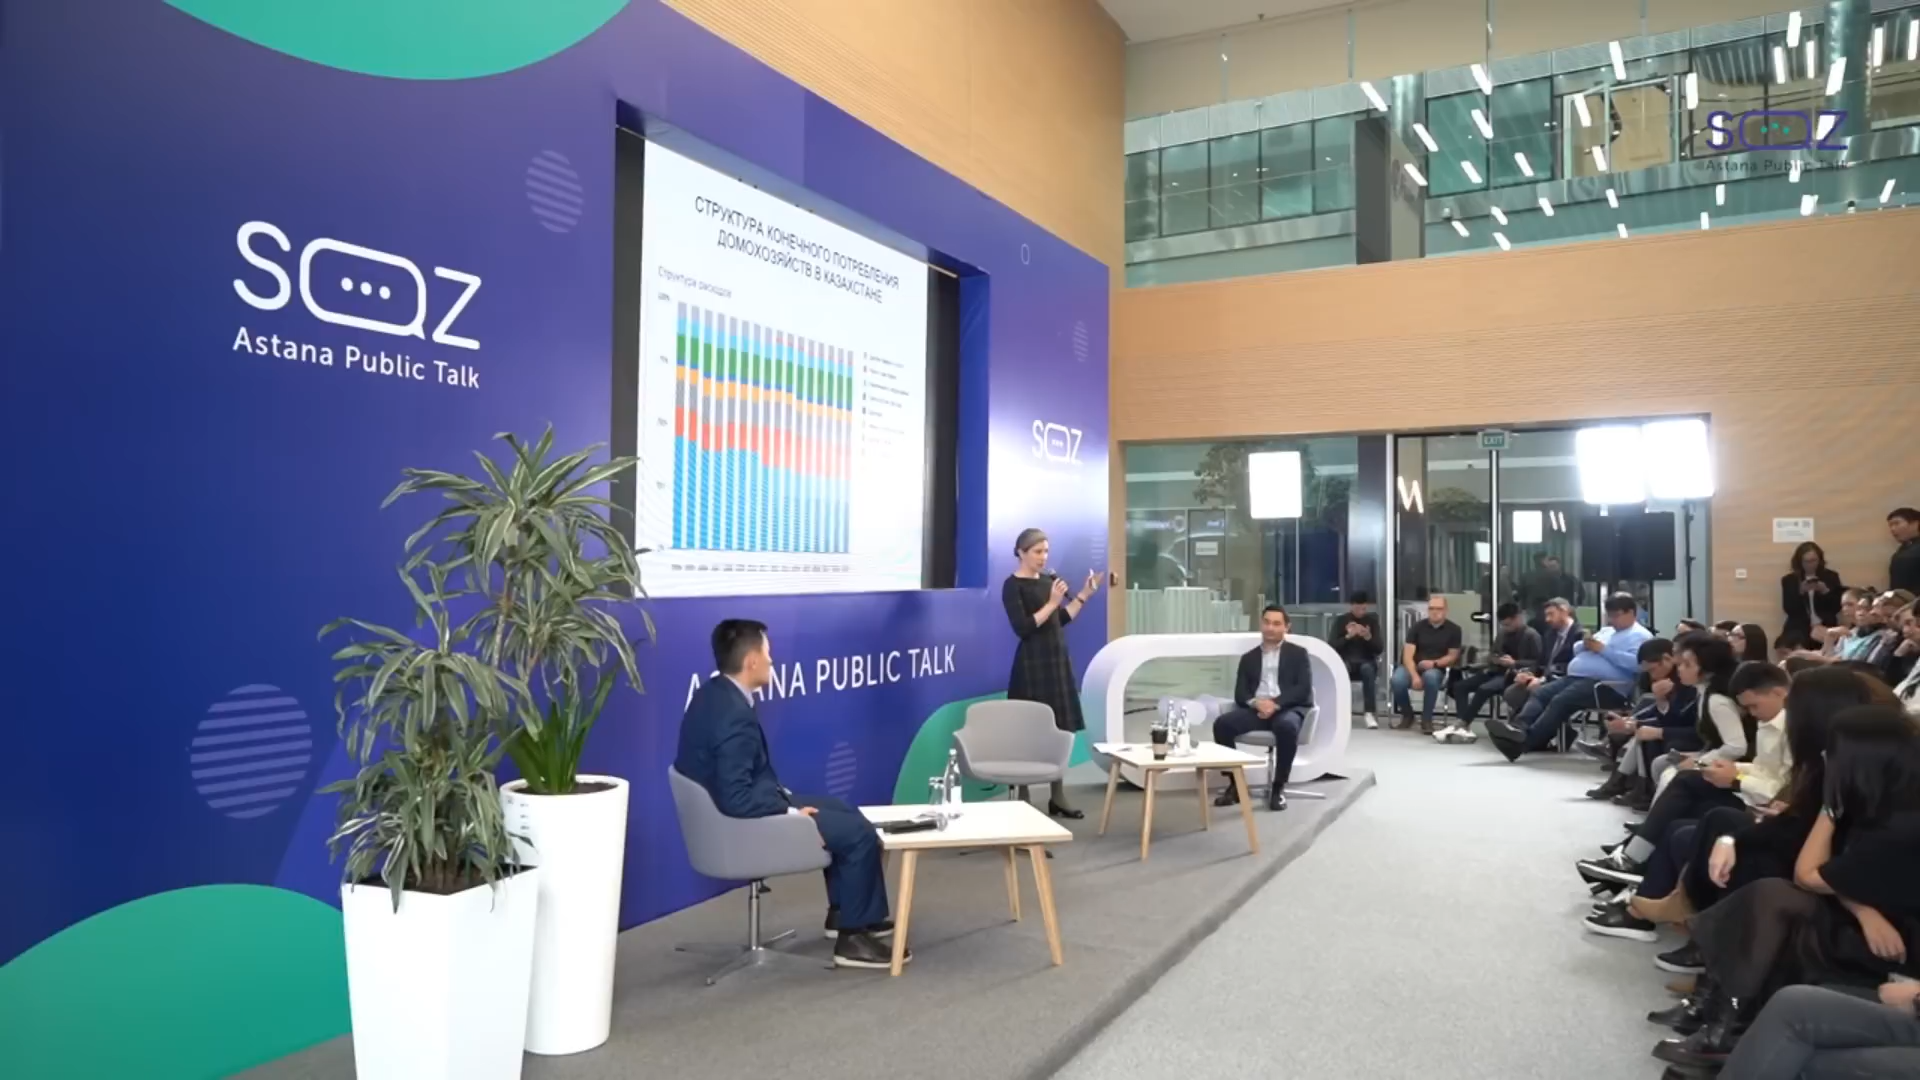 SOZ
Astana Public Talk
SOZ
Astana Public Talk
СТРУКТУРА КОНЕЧНОГО ПОТРЕБЛЕНИЯ
ДОМОХОЗЯЙСТВ В КАЗАХСТАНЕ
Структура расходов
SOZ
EXIT
ASTANA PUBLIC TALK